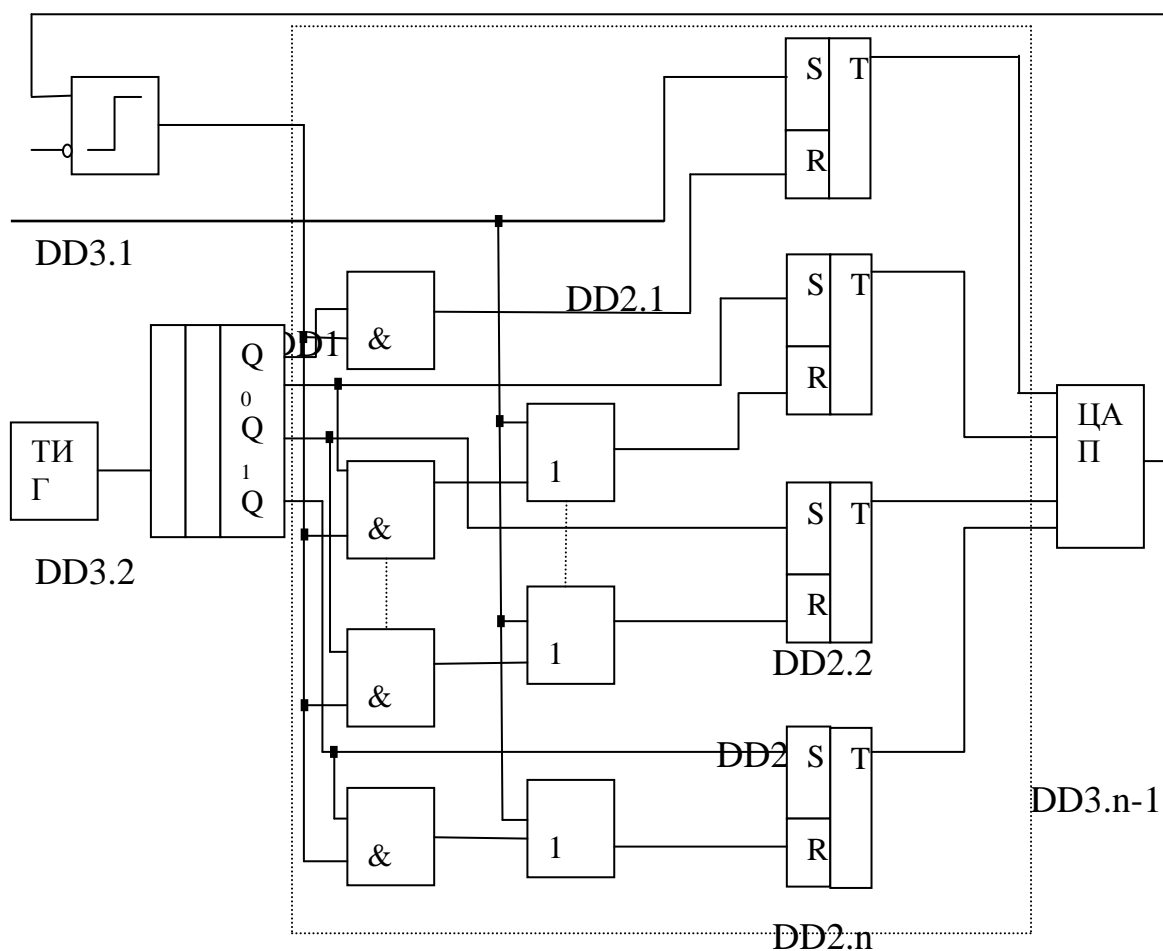 S T
R
DD3.1
&
DD2.1
S T
R
DD1
Q
0
Q
1
Q
ТИ
Г
ЦА
П
1
&
S T
R
DD3.2
1
&
DD2.2
S T
DD2
DD3.n-1
1
R
&
DD2.n